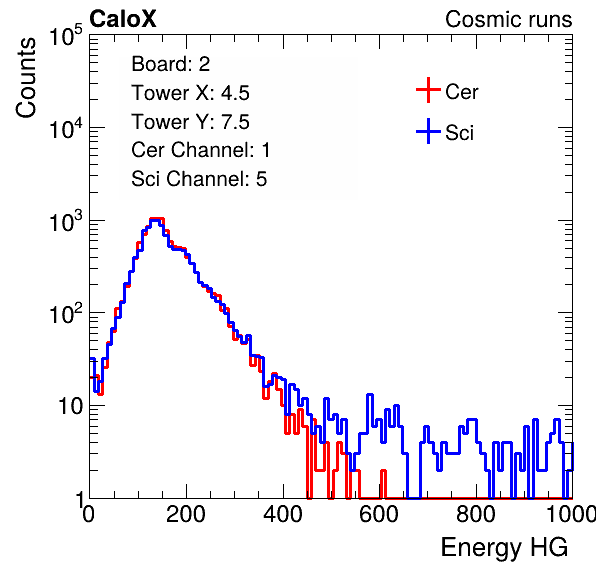 CaloX Cosmic runs
Counts
Board: 2
Tower X: 4.5
Tower Y: 7.5
Cer Channel: 1
Sci Channel: 5
Cer
Sci
10^5
10^4
10^3
10^2
10
1
0 200 400 600 800 1000
Energy HG